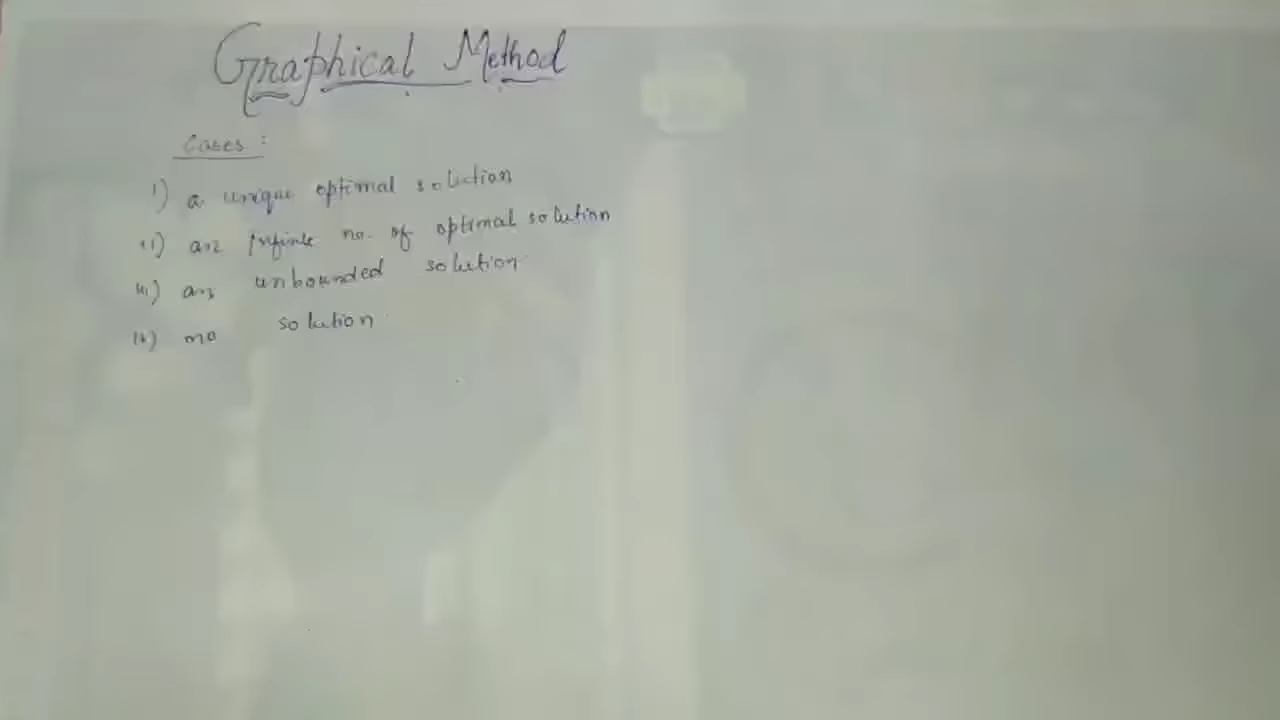 Graphical Method
Cases :
i) a unique optimal solution
ii) an infinite no. of optimal solution
iii) an unbounded solution
iv) no solution